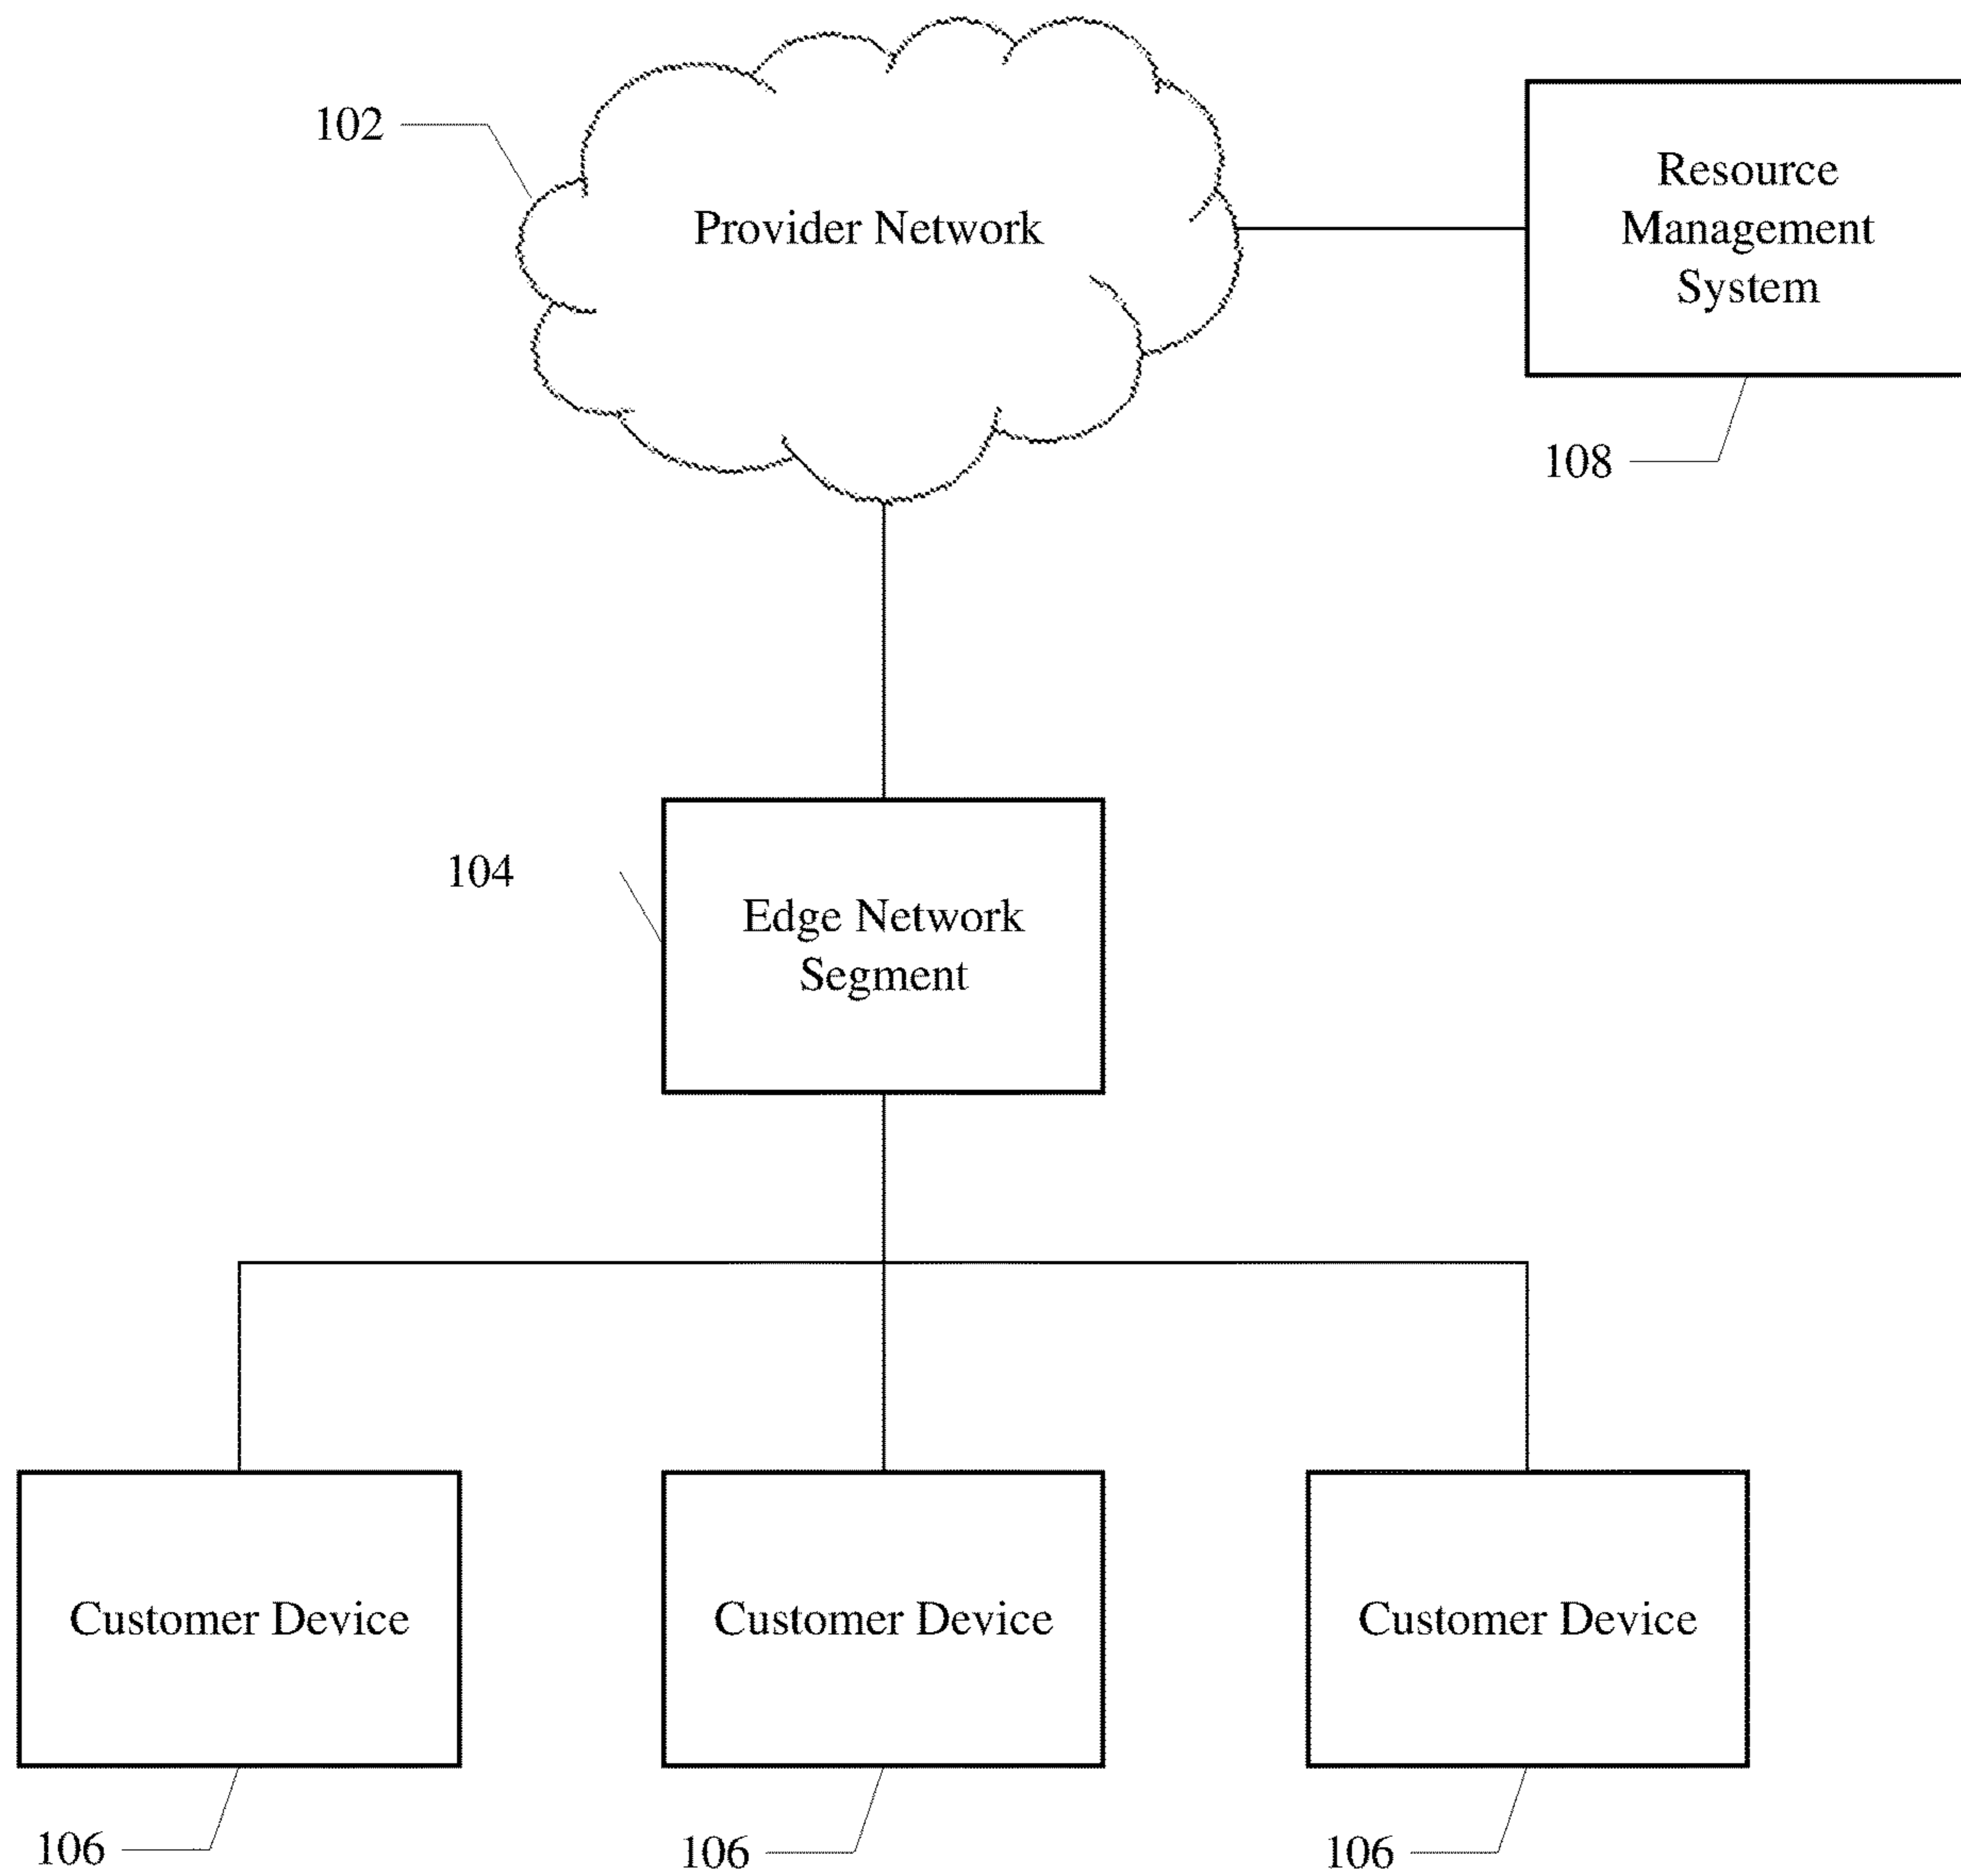 102
Provider Network
Resource
Management
System
108
104
Edge Network
Segment
Customer Device
Customer Device
Customer Device
106
106
106